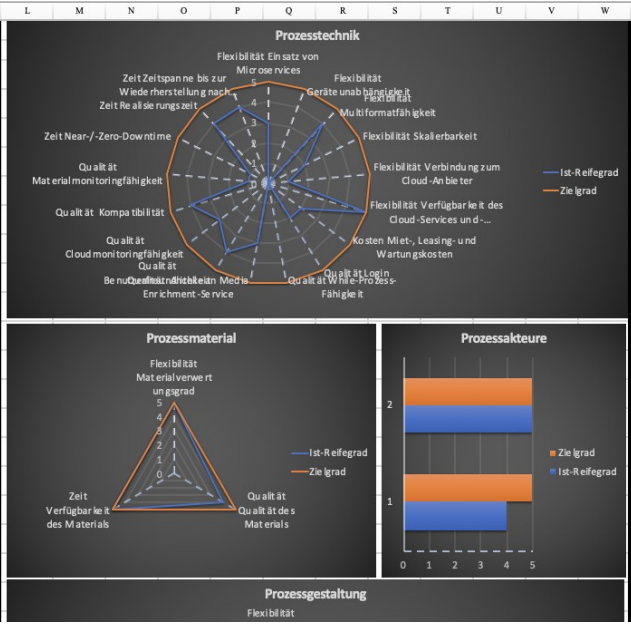 L M N O P Q R S T U V W
Prozesstechnik
Flexibilität Einsatz von
Microservices
Flexibilität
Geräteunabhängigkeit
Flexibilität
Multiformatfähigkeit
Flexibilität Skalierbarkeit
Flexibilität Verbindung zum
Cloud-Anbieter
Flexibilität Verfügbarkeit des
Cloud-Services und-...
Kosten Miet-, Leasing- und
Wartungskosten
Qualität Login
Qualität While-Prozess-
Fähigkeit
Media
Enrichment-Service
Qualität
Qualität
Cloudmonitoringfähigkeit
Qualität Kompatibilität
Qualität
Materialmonitoringfähigkeit
Zeit Near-/-Zero-Downtime
Zeit Realisierungszeit
Zeit Zeitspanne bis zur
Wiederherstellung nach...
5
4
3
2
1
0
Ist-Reifegrad
Zielgrad
Prozessmaterial
Flexibilität
Materialverwert
ungsgrad
5
4
3
2
1
0
Zeit
Verfügbarkeit
des Materials
Qualität
Qualität des
Materials
Ist-Reifegrad
Zielgrad
Prozessakteure
2
1
0 1 2 3 4 5
Zielgrad
Ist-Reifegrad
Prozessgestaltung
Flexibilität